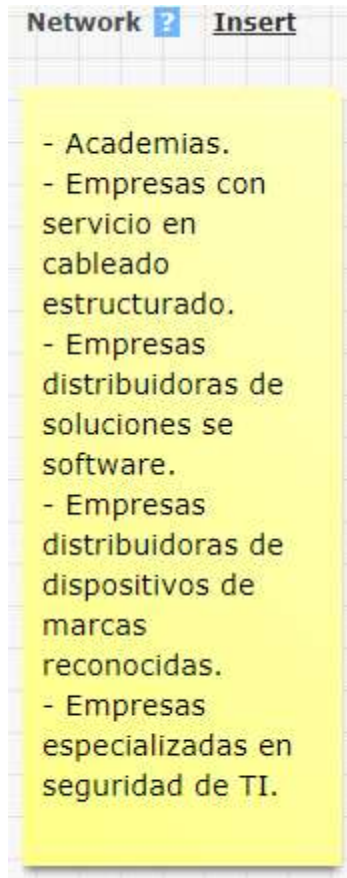 Network ? Insert
- Academias.
- Empresas con
servicio en
cableado
estructurado.
- Empresas
distribuidoras de
soluciones se
software.
- Empresas
distribuidoras de
dispositivos de
marcas
reconocidas.
- Empresas
especializadas en
seguridad de TI.